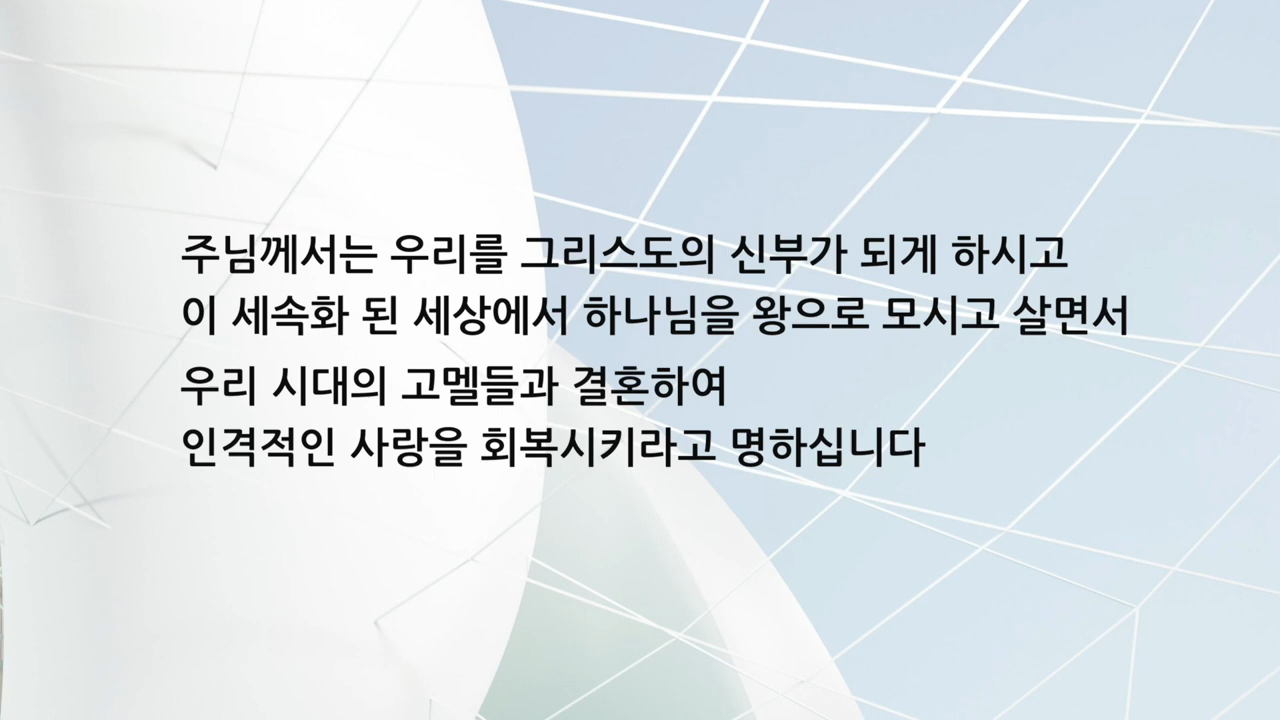 주님께서는 우리를 그리스도의 신부가 되게 하시고
이 세속화 된 세상에서 하나님을 왕으로 모시고 살면서
우리 시대의 고멜들과 결혼하여
인격적인 사랑을 회복시키라고 명하십니다